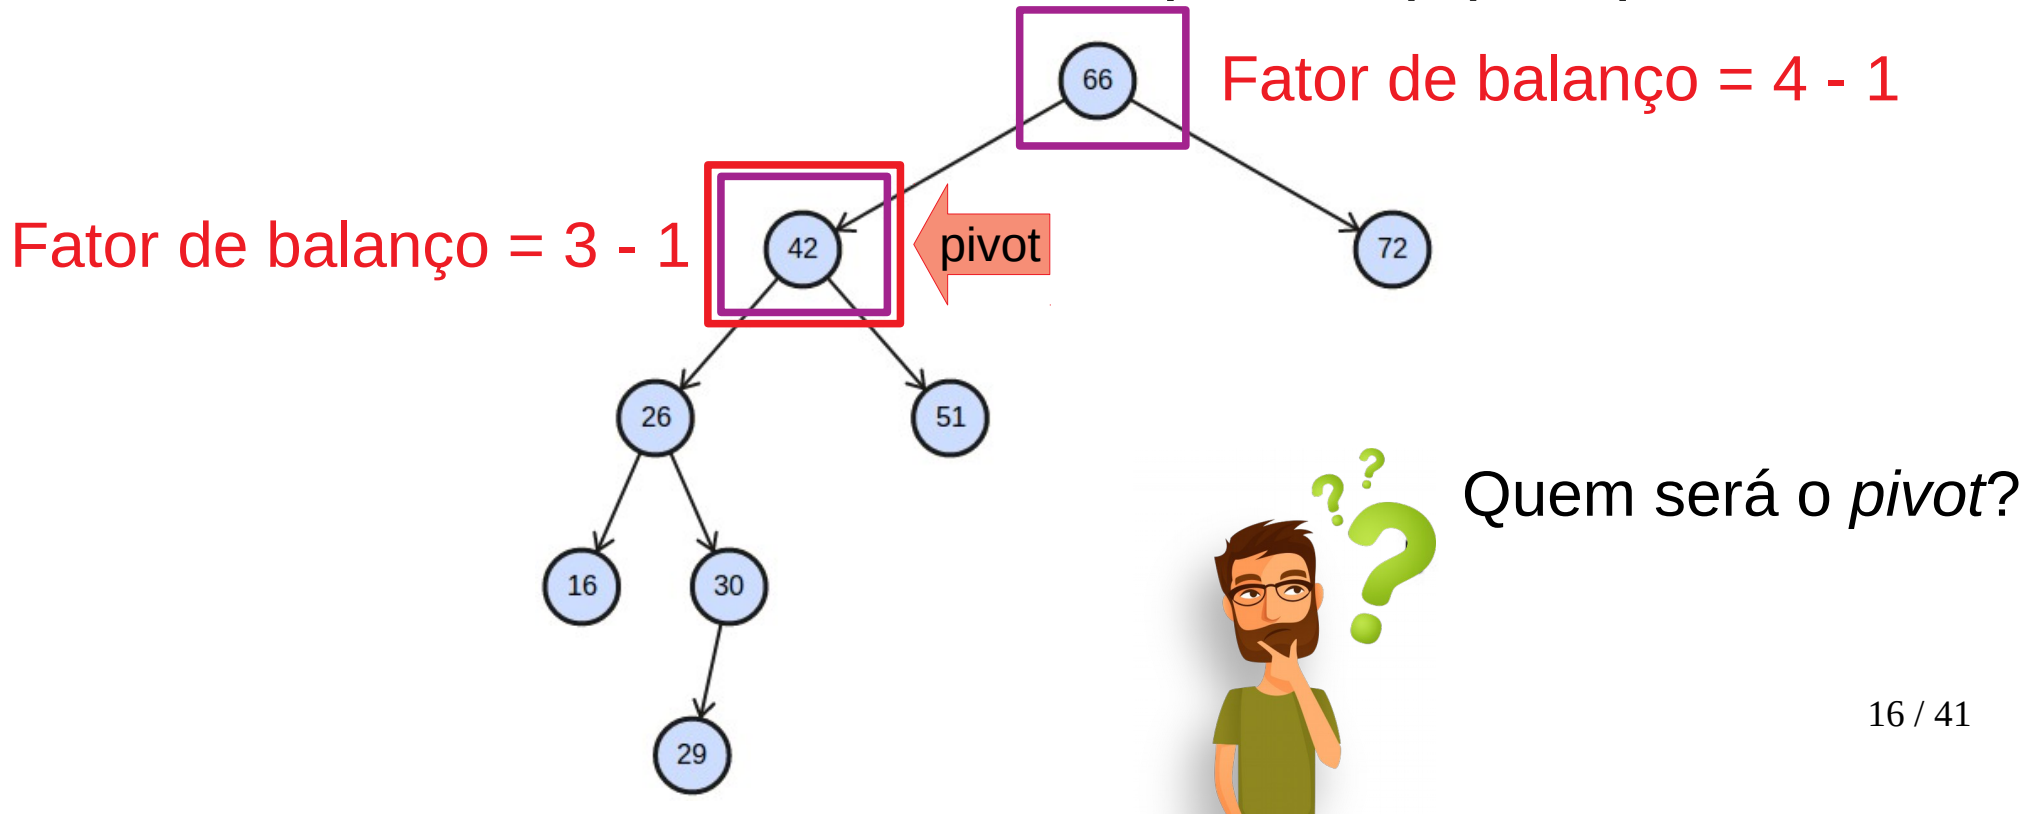 66
Fator de balanço = 4 - 1
Fator de balanço = 3 - 1
42
pivot
72
26
51
Quem será o pivot?
16
30
29
16 / 41